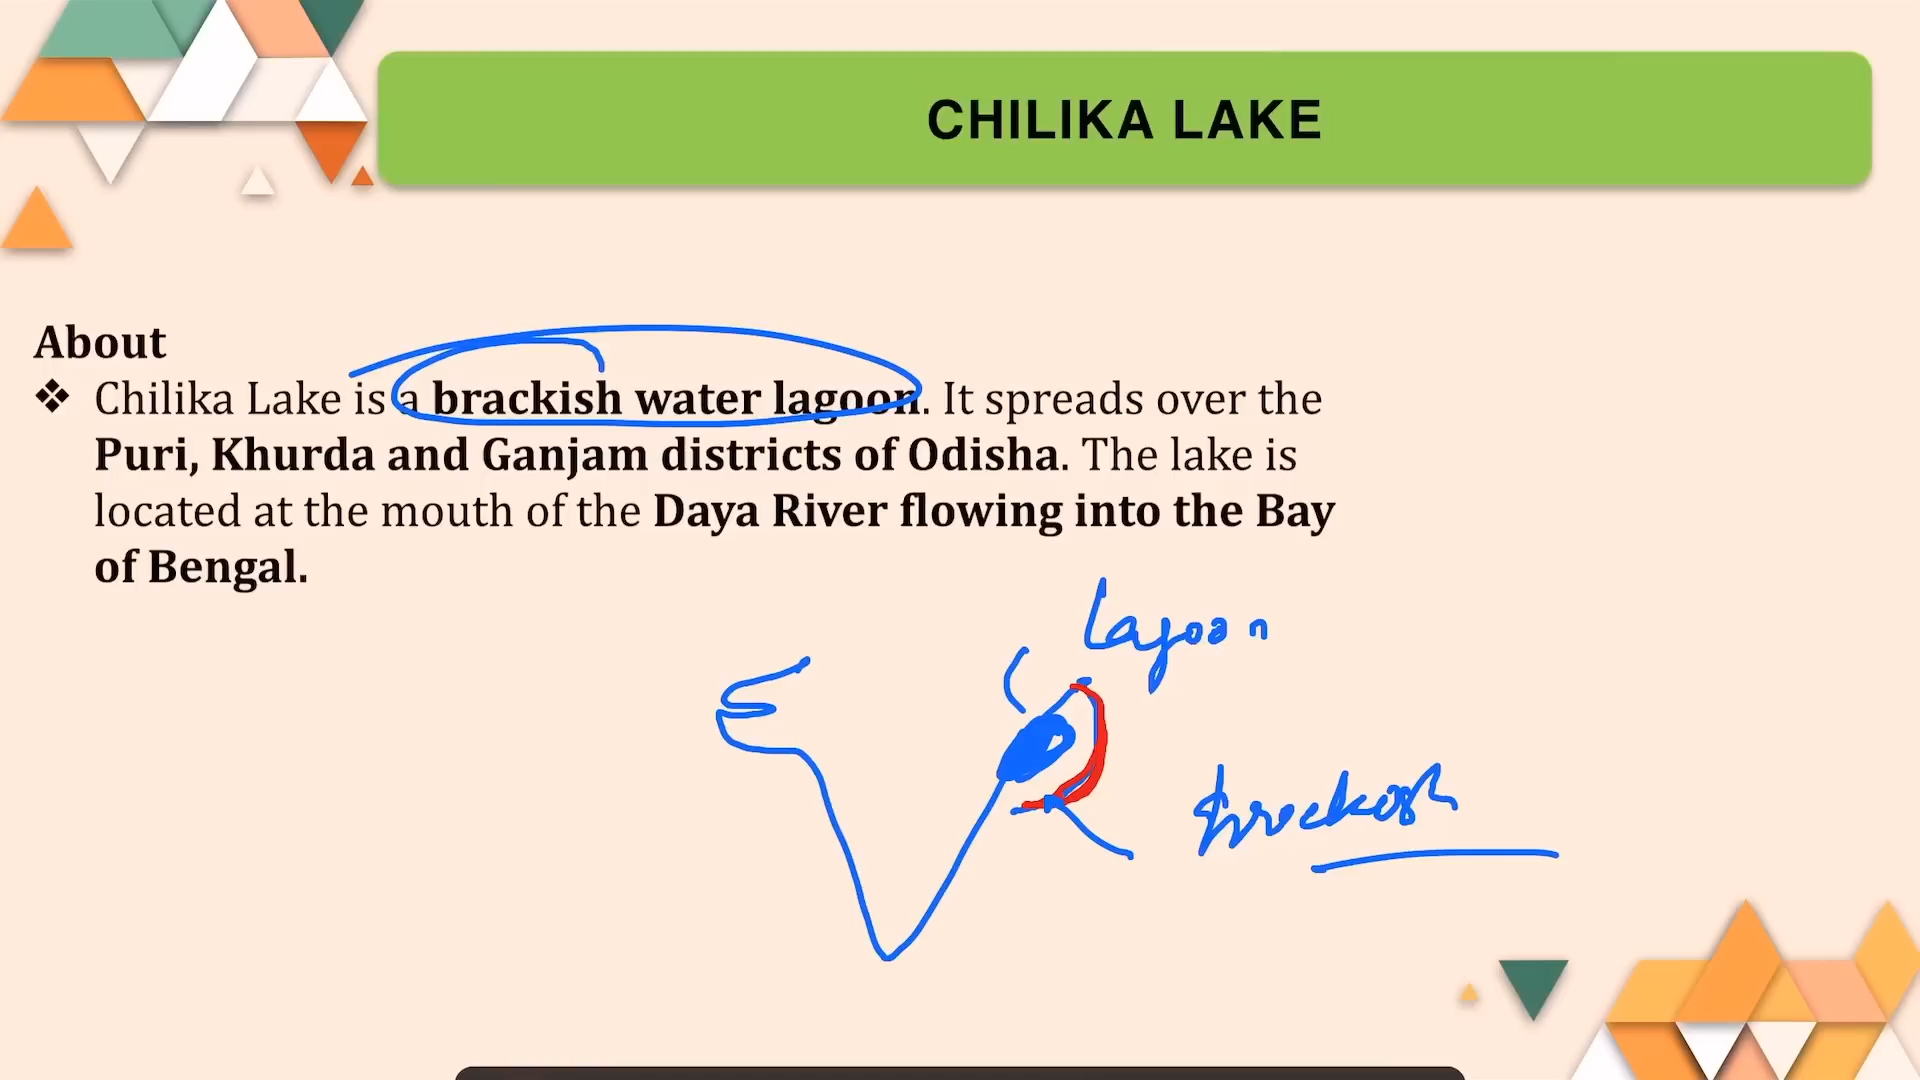 CHILIKA LAKE
About
❖ Chilika Lake is a brackish water lagoon. It spreads over the
Puri, Khurda and Ganjam districts of Odisha. The lake is
located at the mouth of the Daya River flowing into the Bay
of Bengal.
Lagoon